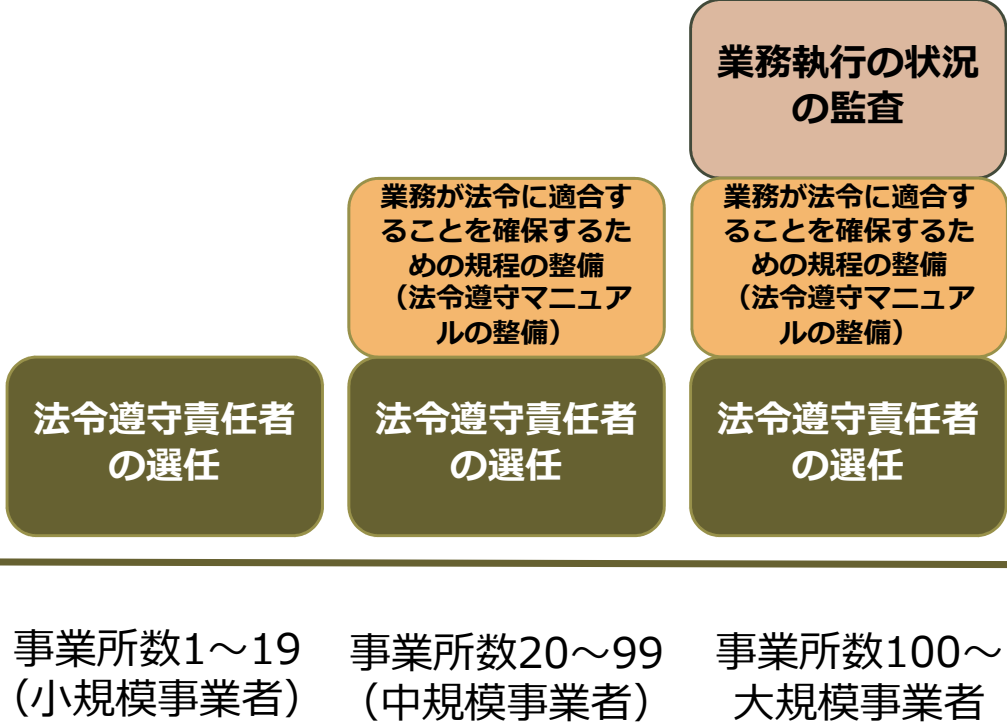 業務執行の状況
の監査
業務が法令に適合す
ることを確保するた
めの規程の整備
（法令遵守マニュア
ルの整備）
業務が法令に適合す
ることを確保するた
めの規程の整備
（法令遵守マニュア
ルの整備）
法令遵守責任者
の選任
法令遵守責任者
の選任
法令遵守責任者
の選任
事業所数1～19
（小規模事業者）
事業所数20～99
（中規模事業者）
事業所数100～
大規模事業者